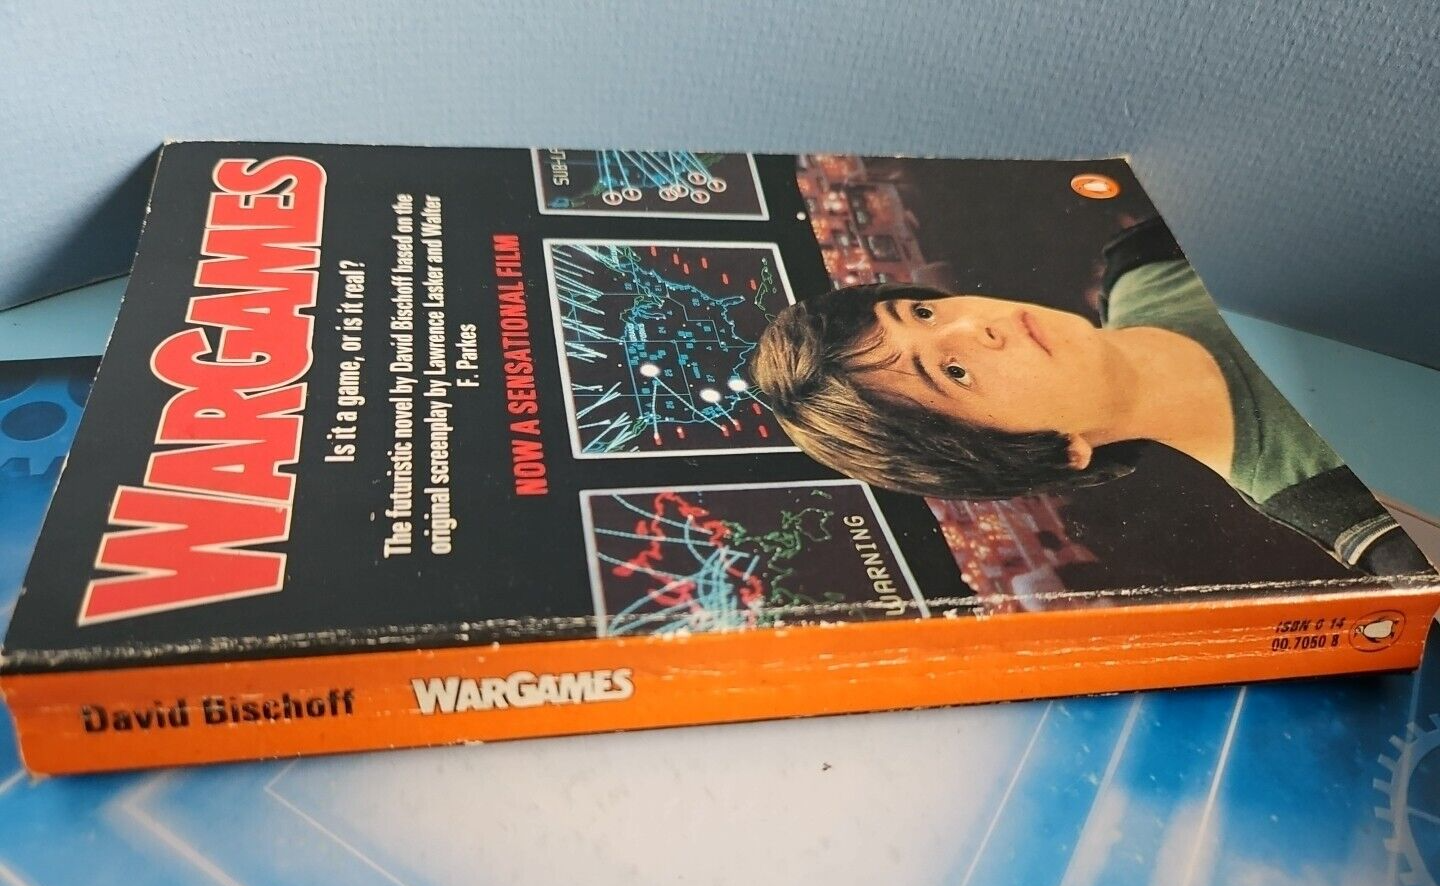 WARGAMES
Is it a game, or is it real?
The futuristic novel by David Bischoff based on the
original screenplay by Lawrence Lasker and Walter
F. Parkes
NOW A SENSATIONAL FILM
SUB-LA
WARNING
David Bischoff WARGAMES
ISBN 0 14
00.7050 8